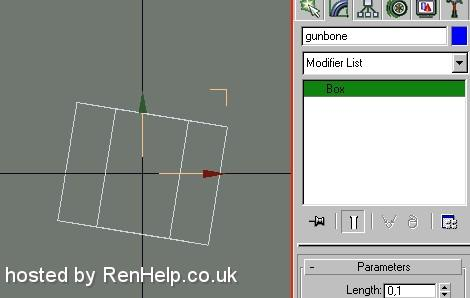 gunbone
Modifier List
Box
- Parameters
Length: 0,1
hosted by RenHelp.co.uk